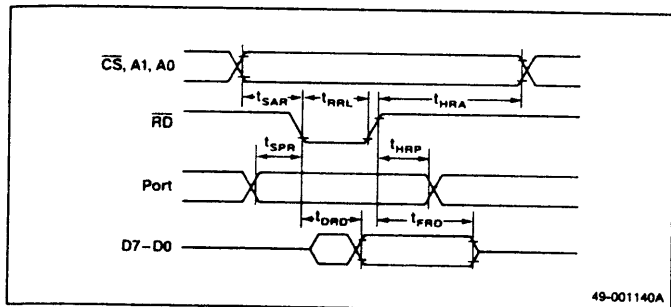 CS, A1, A0
tSAR tRRL tHRA
RD
tSPR tHRP
Port
tDRD tFRD
D7–D0
49-001140A